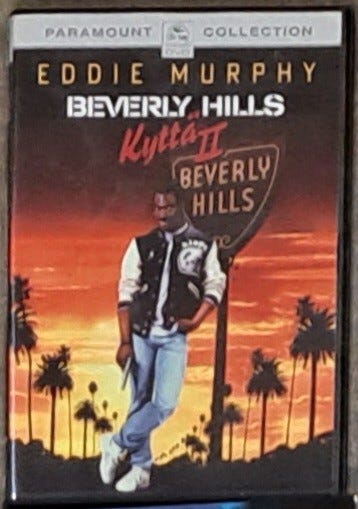 PARAMOUNT COLLECTION
EDDIE MURPHY
BEVERLY HILLS
Kyttä II
BEVERLY
HILLS